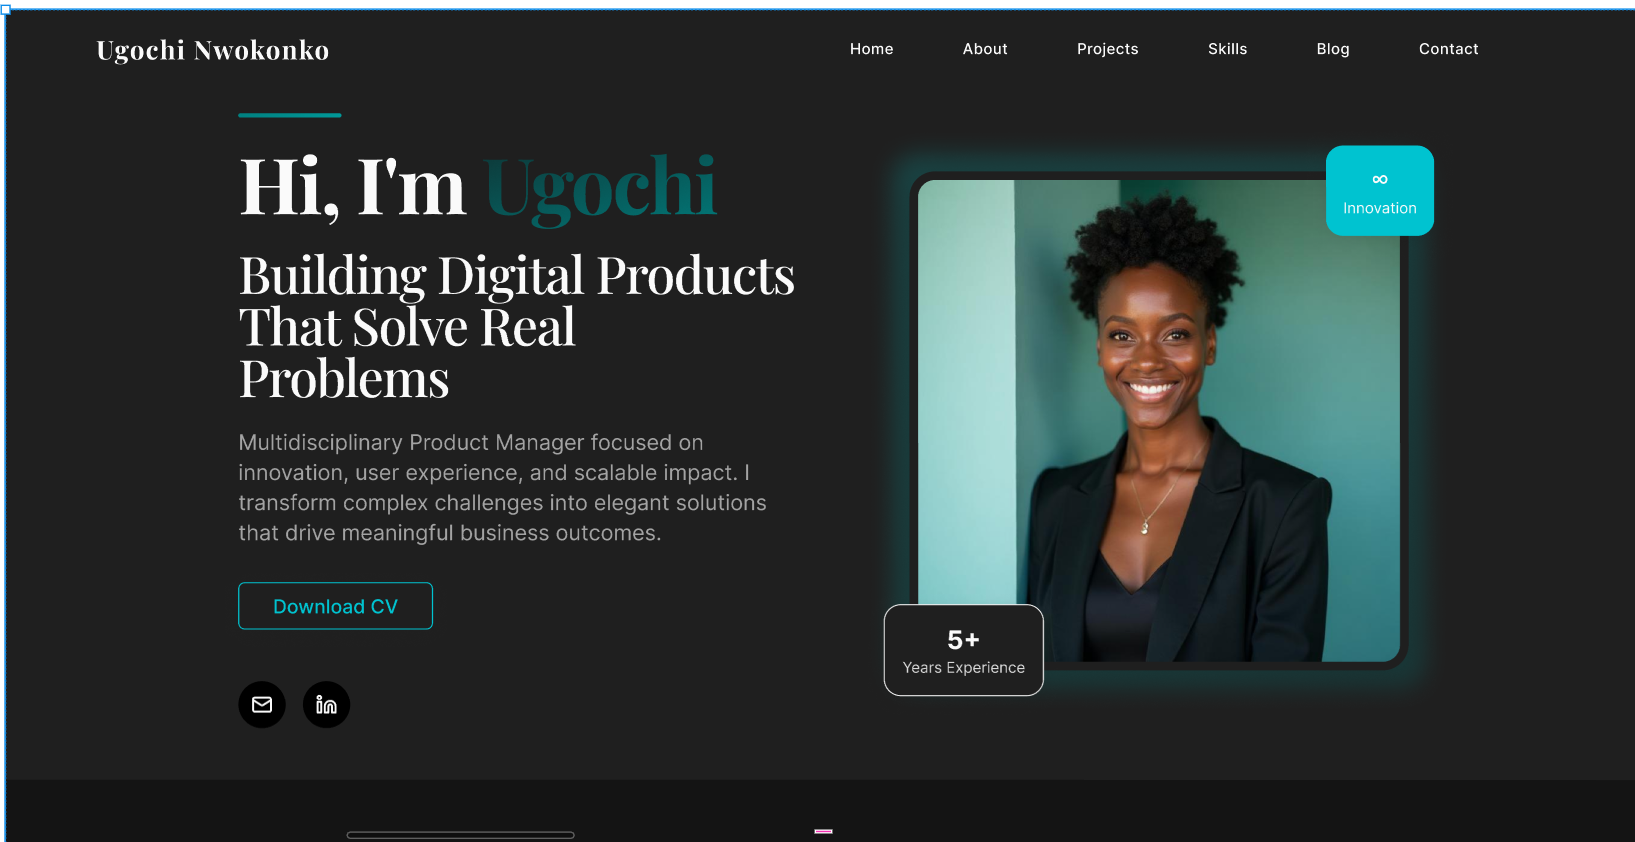 Ugochi Nwokonko
Home About Projects Skills Blog Contact
Hi, I'm Ugochi
Building Digital Products
That Solve Real
Problems
Multidisciplinary Product Manager focused on
innovation, user experience, and scalable impact. I
transform complex challenges into elegant solutions
that drive meaningful business outcomes.
Download CV
in
∞
Innovation
5+
Years Experience